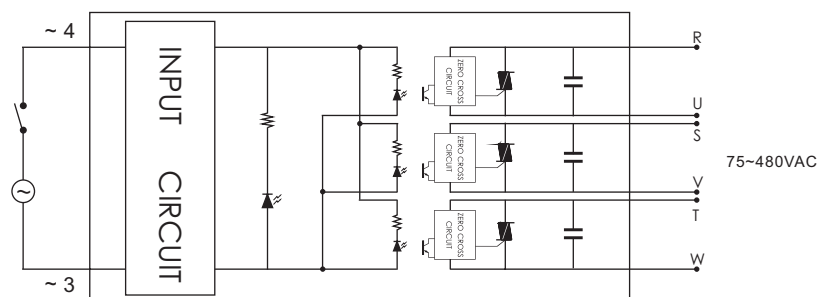 ~ 4
INPUT CIRCUIT
~ 3
~
ZERO CROSS
CIRCUIT
ZERO CROSS
CIRCUIT
ZERO CROSS
CIRCUIT
R
U
S
V
T
W
75~480VAC